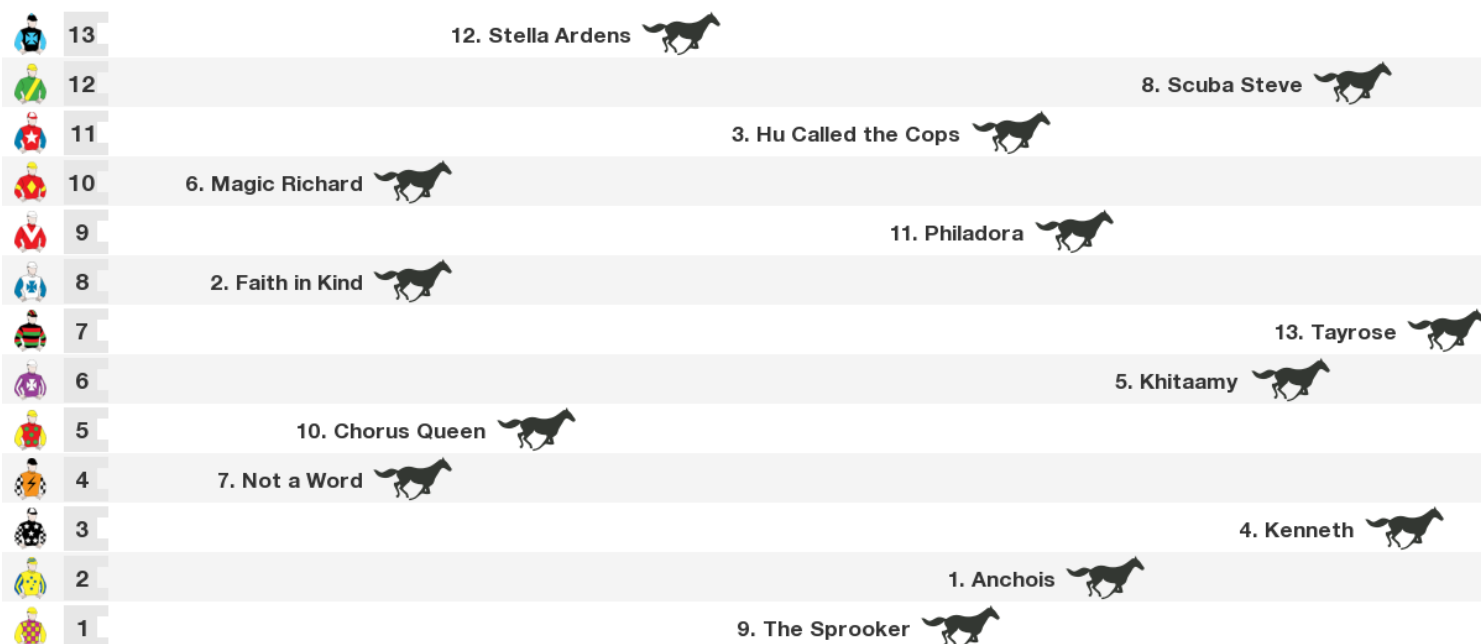 13 12. Stella Ardens
12 8. Scuba Steve
11 3. Hu Called the Cops
10 6. Magic Richard
9 11. Philadora
8 2. Faith in Kind
7 13. Tayrose
6 5. Khitaamy
5 10. Chorus Queen
4 7. Not a Word
3 4. Kenneth
2 1. Anchois
1 9. The Sprooker